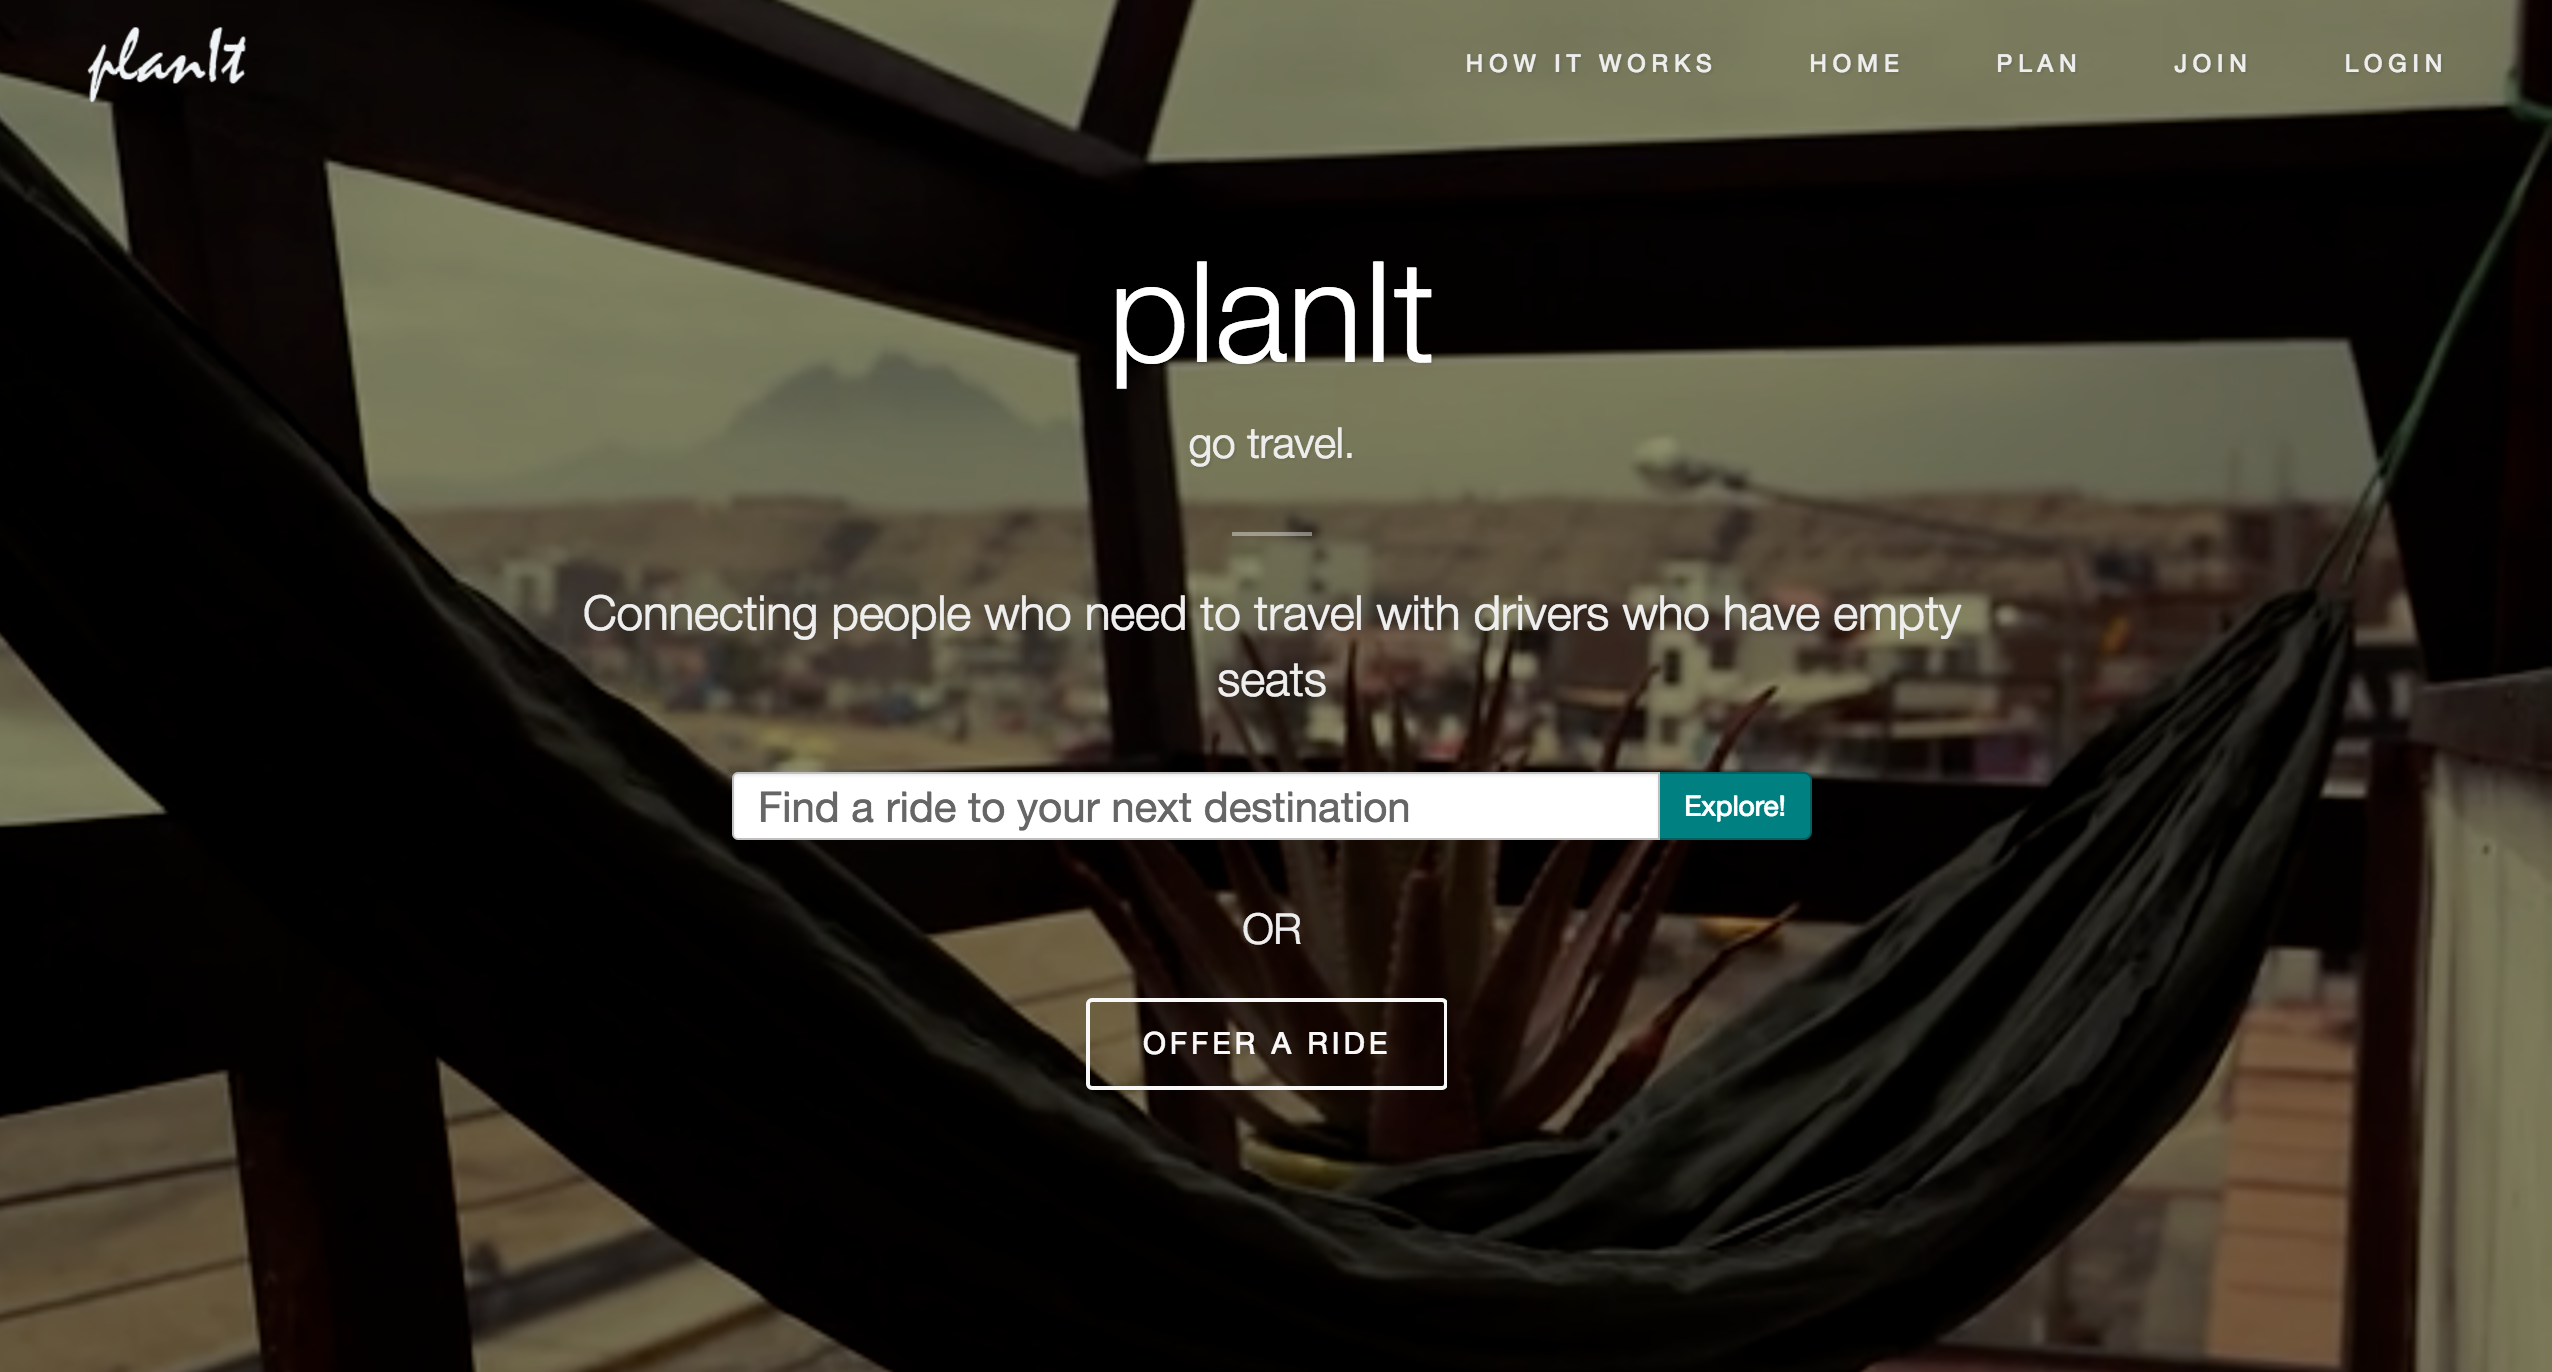 planIt
HOW IT WORKS HOME PLAN JOIN LOGIN
planIt
go travel.
Connecting people who need to travel with drivers who have empty
seats
Find a ride to your next destination Explore!
OR
OFFER A RIDE